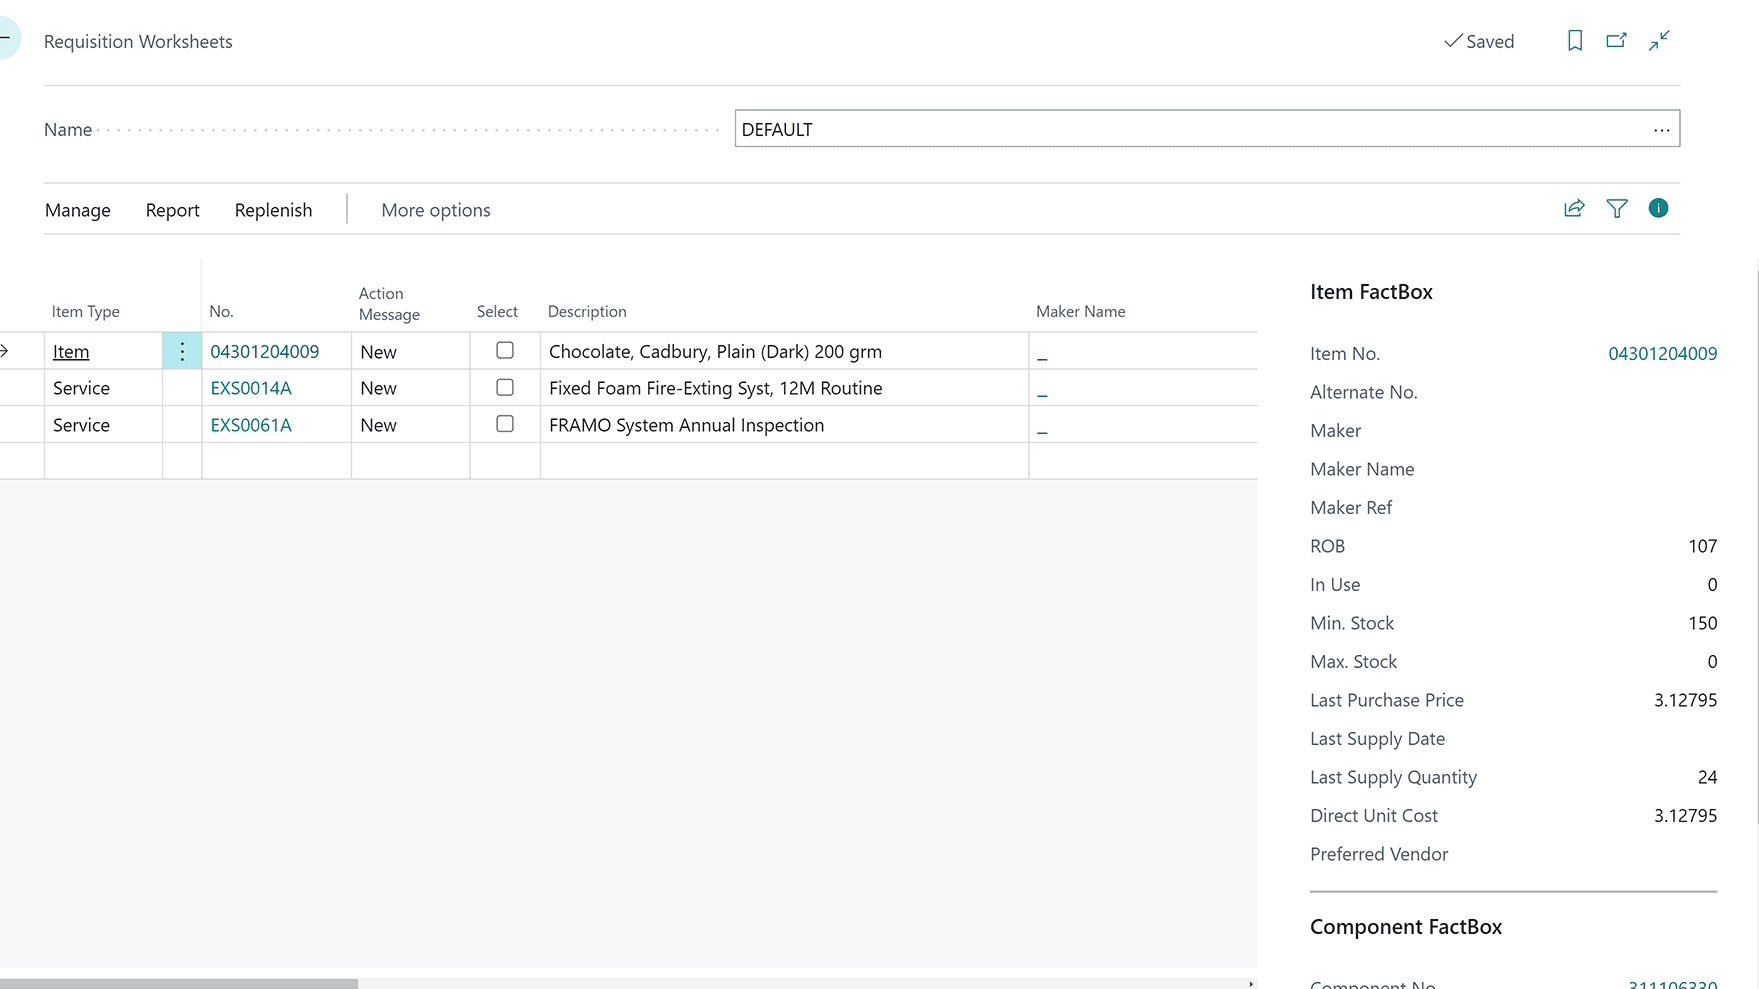 Requisition Worksheets
Saved
Name
DEFAULT
Manage Report Replenish More options
Item Type No. Action Message Select Description Maker Name
Item 04301204009 New Chocolate, Cadbury, Plain (Dark) 200 grm _
Service EXS0014A New Fixed Foam Fire-Exting Syst, 12M Routine _
Service EXS0061A New FRAMO System Annual Inspection _
Item FactBox
Item No. 04301204009
Alternate No.
Maker
Maker Name
Maker Ref
ROB 107
In Use 0
Min. Stock 150
Max. Stock 0
Last Purchase Price 3.12795
Last Supply Date
Last Supply Quantity 24
Direct Unit Cost 3.12795
Preferred Vendor
Component FactBox
Component No. 311106330